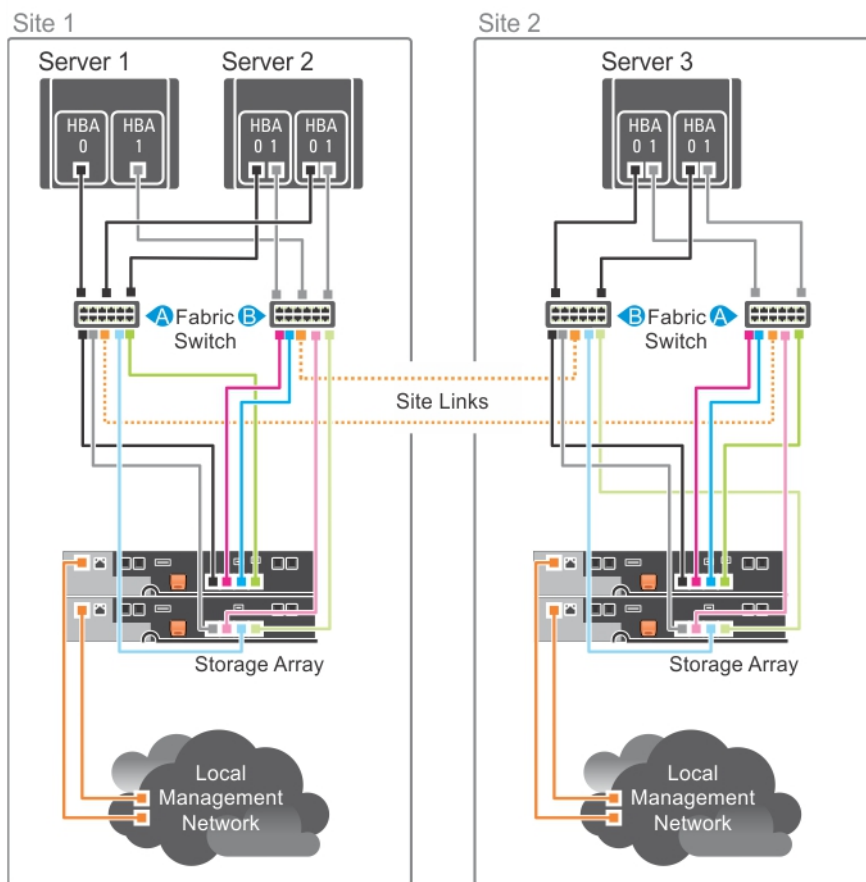 Site 1
Server 1
Server 2
HBA
0
HBA
1
HBA
0 1
HBA
0 1
A Fabric B
Switch
Storage Array
Local
Management
Network
Site Links
Site 2
Server 3
HBA
0 1
HBA
0 1
B Fabric A
Switch
Storage Array
Local
Management
Network